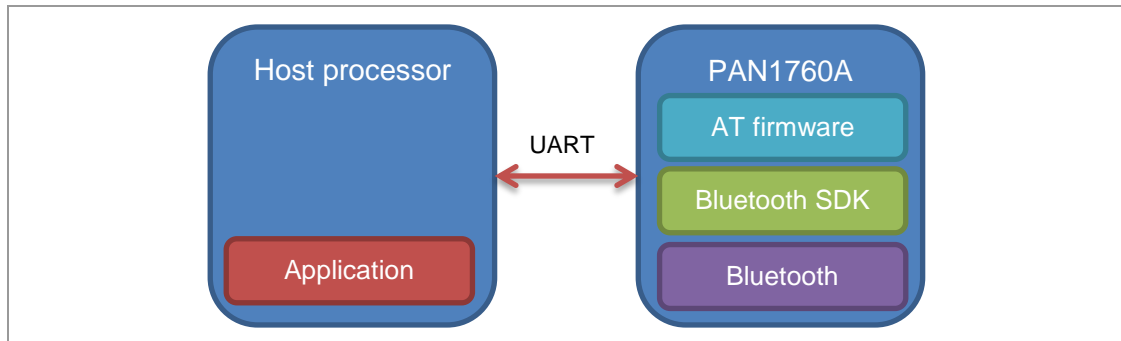 Host processor
Application
UART
PAN1760A
AT firmware
Bluetooth SDK
Bluetooth